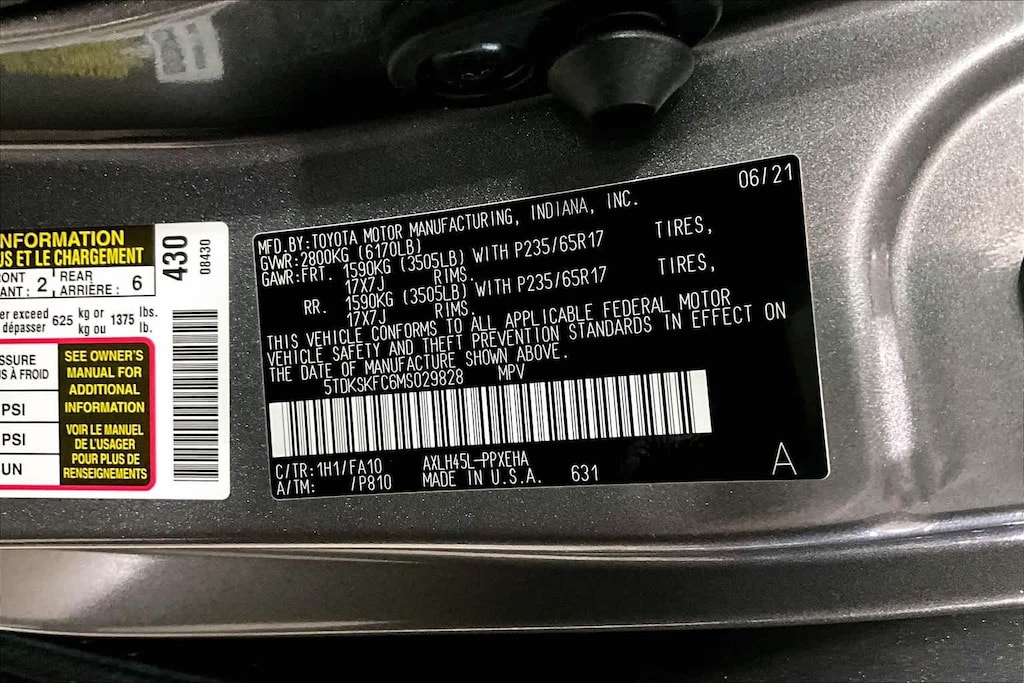 NFORMATION
US ET LE CHARGEMENT
ONT 2 REAR 6
ANT : ARRIÈRE :
er exceed 625 kg or 1375 lbs.
dépasser kg ou lb.
SSURE
S À FROID
PSI
PSI
UN
SEE OWNER'S
MANUAL FOR
ADDITIONAL
INFORMATION
VOIR LE MANUEL
DE L'USAGER
POUR PLUS DE
RENSEIGNEMENTS
430
08430
06/21
MFD.BY:TOYOTA MOTOR MANUFACTURING, INDIANA, INC.
GVWR:2800KG (6170LB)
GAWR:FRT. 1590KG (3505LB) WITH P235/65R17 TIRES,
17X7J RIMS.
RR. 1590KG (3505LB) WITH P235/65R17 TIRES,
17X7J RIMS.
THIS VEHICLE CONFORMS TO ALL APPLICABLE FEDERAL MOTOR
VEHICLE SAFETY AND THEFT PREVENTION STANDARDS IN EFFECT ON
THE DATE OF MANUFACTURE SHOWN ABOVE.
5TDKSKFC6MS029828 MPV
C/TR:1H1/FA10 AXLH45L-PPXEHA
A/TM: /P810 MADE IN U.S.A. 631
A